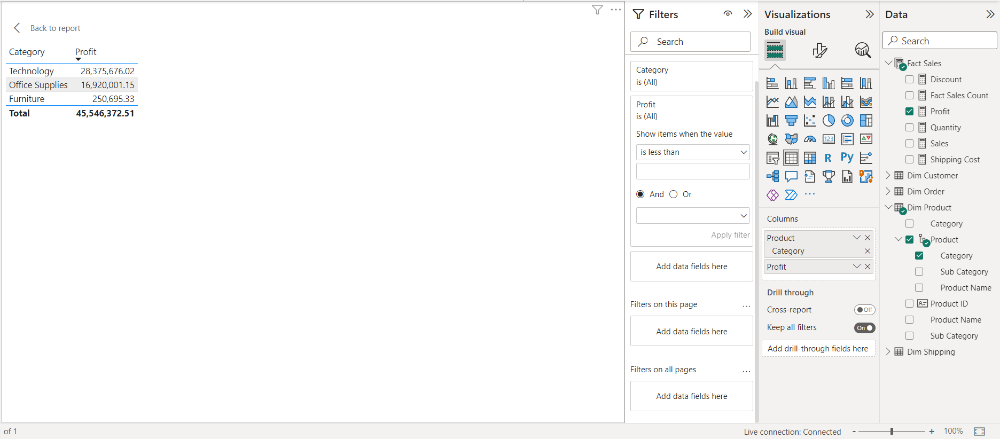 Back to report
Category Profit
Technology 28,375,676.02
Office Supplies 16,920,001.15
Furniture 250,695.33
Total 45,546,372.51
of 1
Filters
Search
Category
is (All)
Profit
is (All)
Show items when the value
is less than
And Or
Apply filter
Add data fields here
Filters on this page ...
Add data fields here
Filters on all pages ...
Add data fields here
Visualizations
Build visual
123
R Py
...
Columns
Product
Category
Profit
Drill through
Cross-report Off
Keep all filters On
Add drill-through fields here
Data
Search
Fact Sales
Discount
Fact Sales Count
Profit
Quantity
Sales
Shipping Cost
Dim Customer
Dim Order
Dim Product
Category
Product
Category
Sub Category
Product Name
Product ID
Product Name
Sub Category
Dim Shipping
Live connection: Connected - + 100%